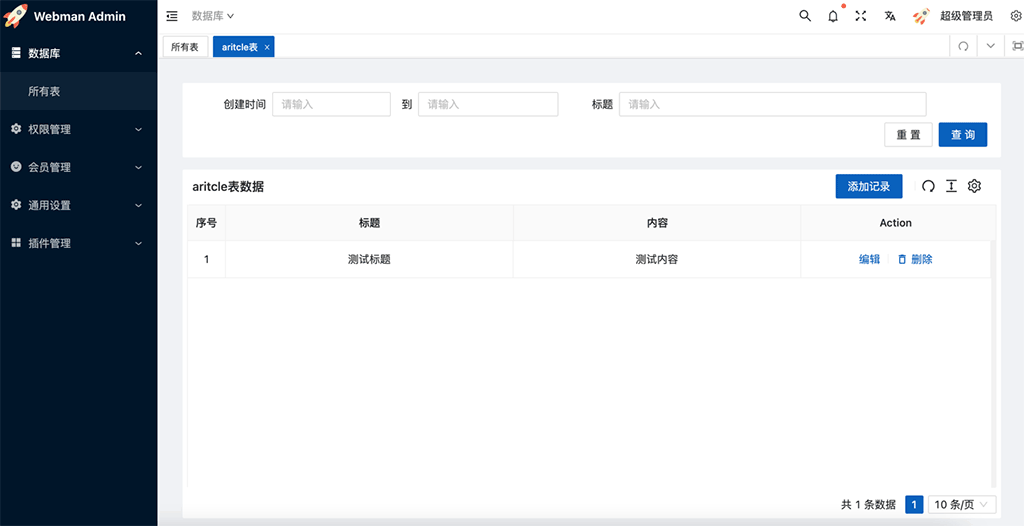 Webman Admin
数据库
超级管理员
数据库
所有表
权限管理
会员管理
通用设置
插件管理
所有表 aritcle表 ×
创建时间 请输入 到 请输入 标题 请输入
重 置 查 询
aritcle表数据 添加记录
序号 标题 内容 Action
1 测试标题 测试内容 编辑 删除
共 1 条数据 1 10 条/页